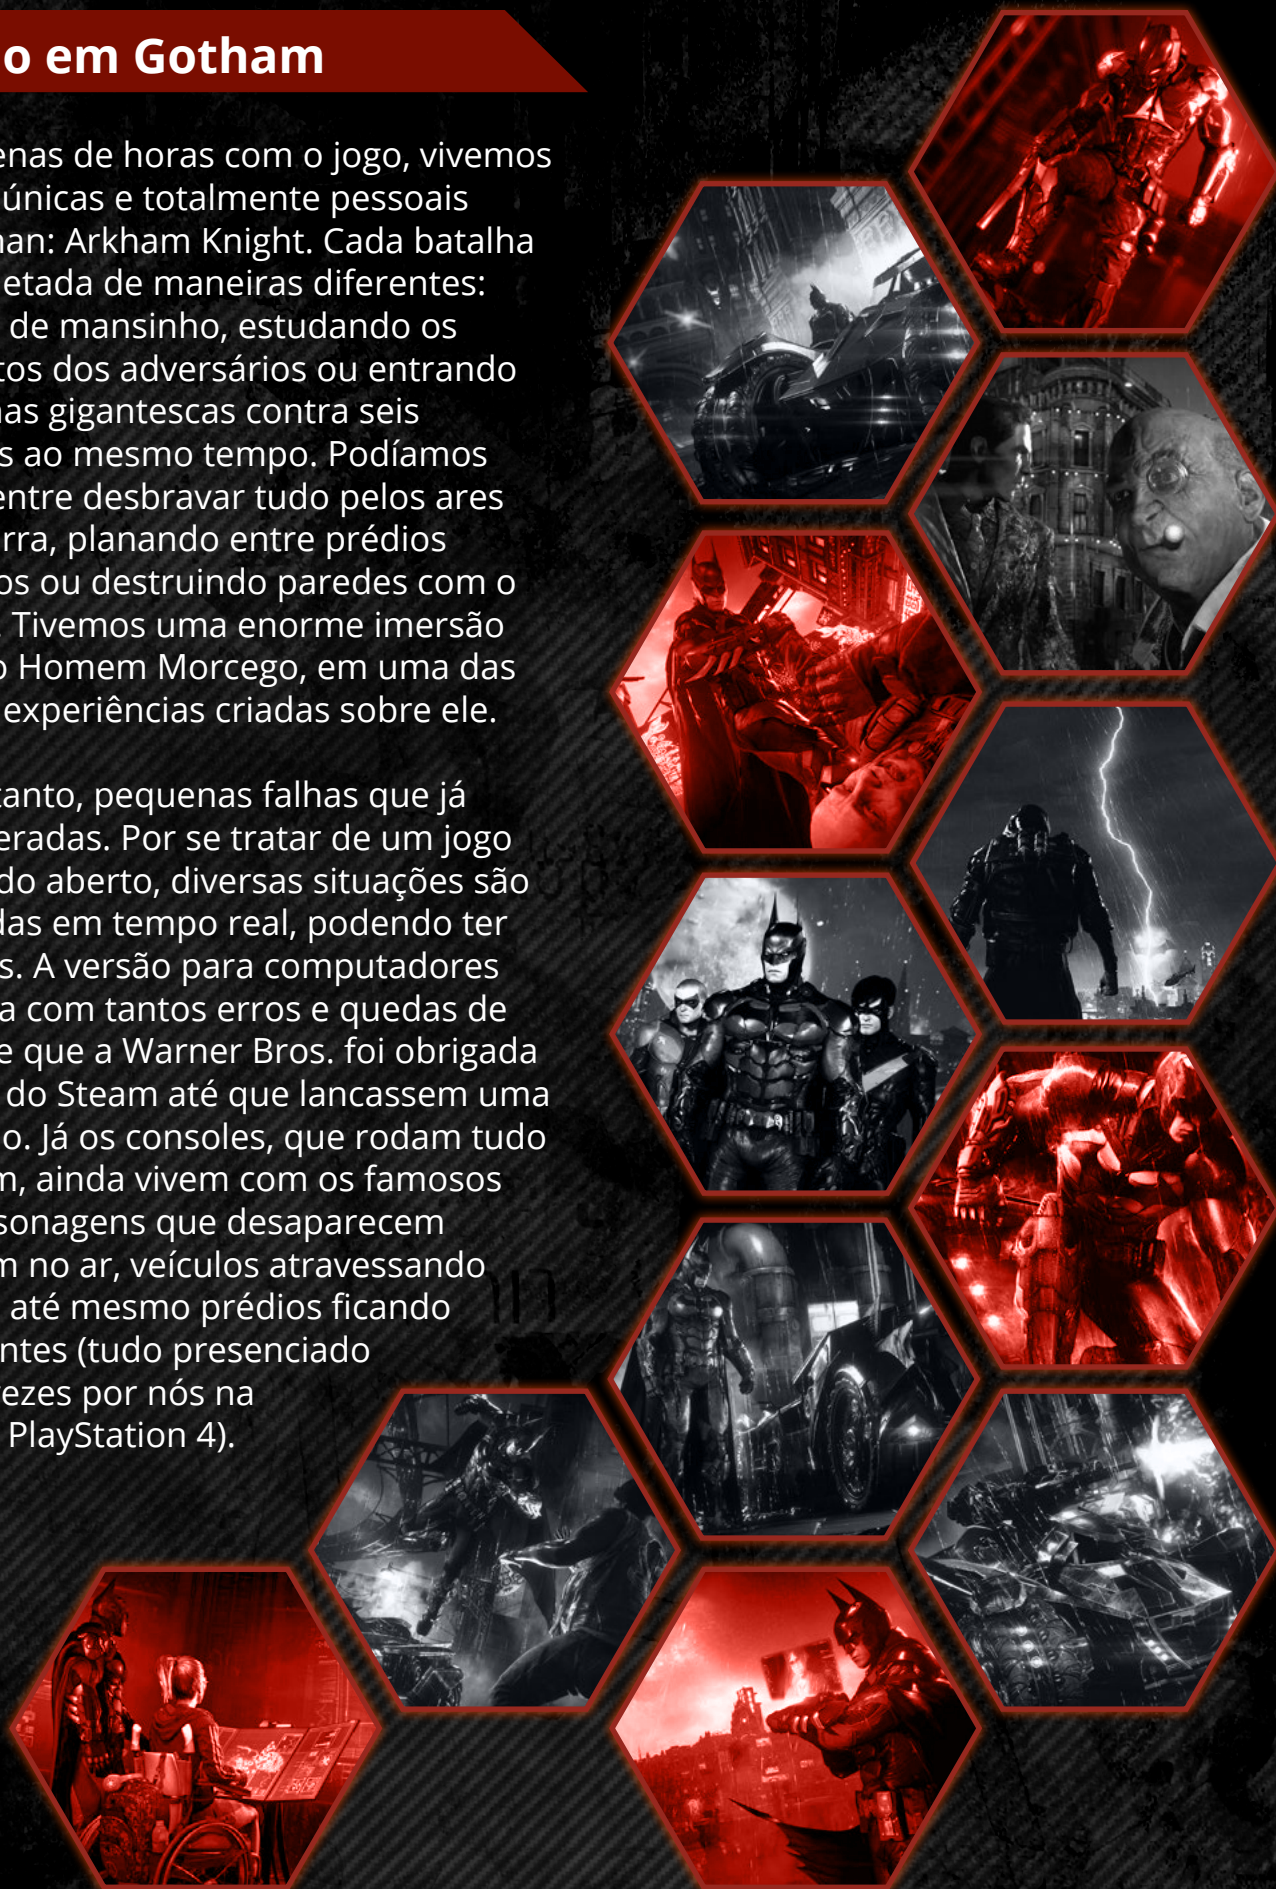 o em Gotham
enas de horas com o jogo, vivemos
únicas e totalmente pessoais
nan: Arkham Knight. Cada batalha
etada de maneiras diferentes:
de mansinho, estudando os
tos dos adversários ou entrando
nas gigantescas contra seis
s ao mesmo tempo. Podíamos
entre desbravar tudo pelos ares
rra, planando entre prédios
os ou destruindo paredes com o
. Tivemos uma enorme imersão
o Homem Morcego, em uma das
experiências criadas sobre ele.
tanto, pequenas falhas que já
eradas. Por se tratar de um jogo
do aberto, diversas situações são
das em tempo real, podendo ter
s. A versão para computadores
a com tantos erros e quedas de
e que a Warner Bros. foi obrigada
do Steam até que lancassem uma
o. Já os consoles, que rodam tudo
m, ainda vivem com os famosos
sonagens que desaparecem
m no ar, veículos atravessando
até mesmo prédios ficando
ntes (tudo presenciado
ezes por nós na
PlayStation 4).